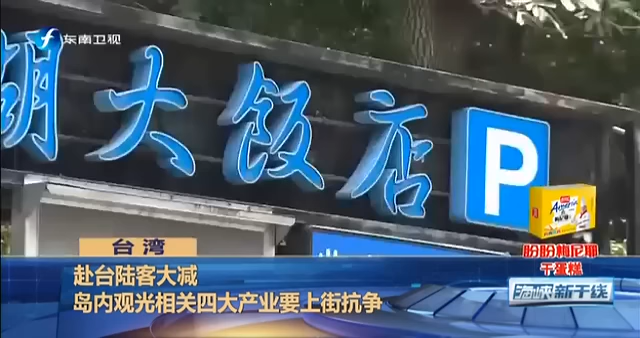 东南卫视
湖大飯店
P
台湾
赴台陆客大减
岛内观光相关四大产业要上街抗争
盼盼梅尼耶
干蛋糕
海峡新干线